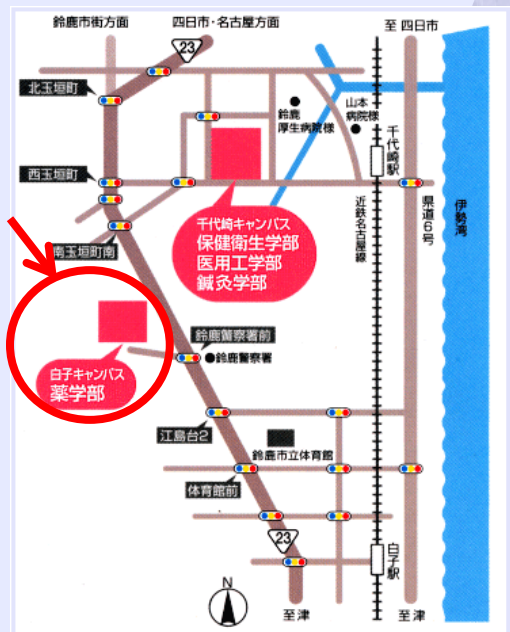 鈴鹿市街方面
四日市・名古屋方面
至 四日市
23
北玉垣町
鈴鹿
厚生病院様
山本
病院様
千代崎駅
西玉垣町
千代崎キャンパス
保健衛生学部
医用工学部
鍼灸学部
近鉄名古屋線
県道6号
伊勢湾
南玉垣町南
鈴鹿警察署前
鈴鹿警察署
白子キャンパス
薬学部
江島台2
鈴鹿市立体育館
体育館前
23
白子駅
N
至 津
至 津